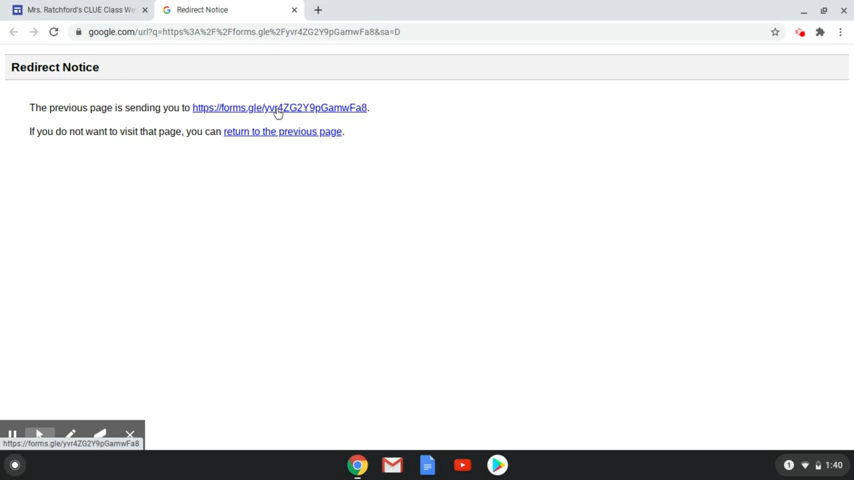 Mrs. Ratchford's CLUE Class We
Redirect Notice
google.com/url?q=https%3A%2F%2Fforms.gle%2Fyvr4ZG2Y9pGamwFa8&sa=D
Redirect Notice
The previous page is sending you to https://forms.gle/yvr4ZG2Y9pGamwFa8.
If you do not want to visit that page, you can return to the previous page.
https://forms.gle/yvr4ZG2Y9pGamwFa8
1 1:40